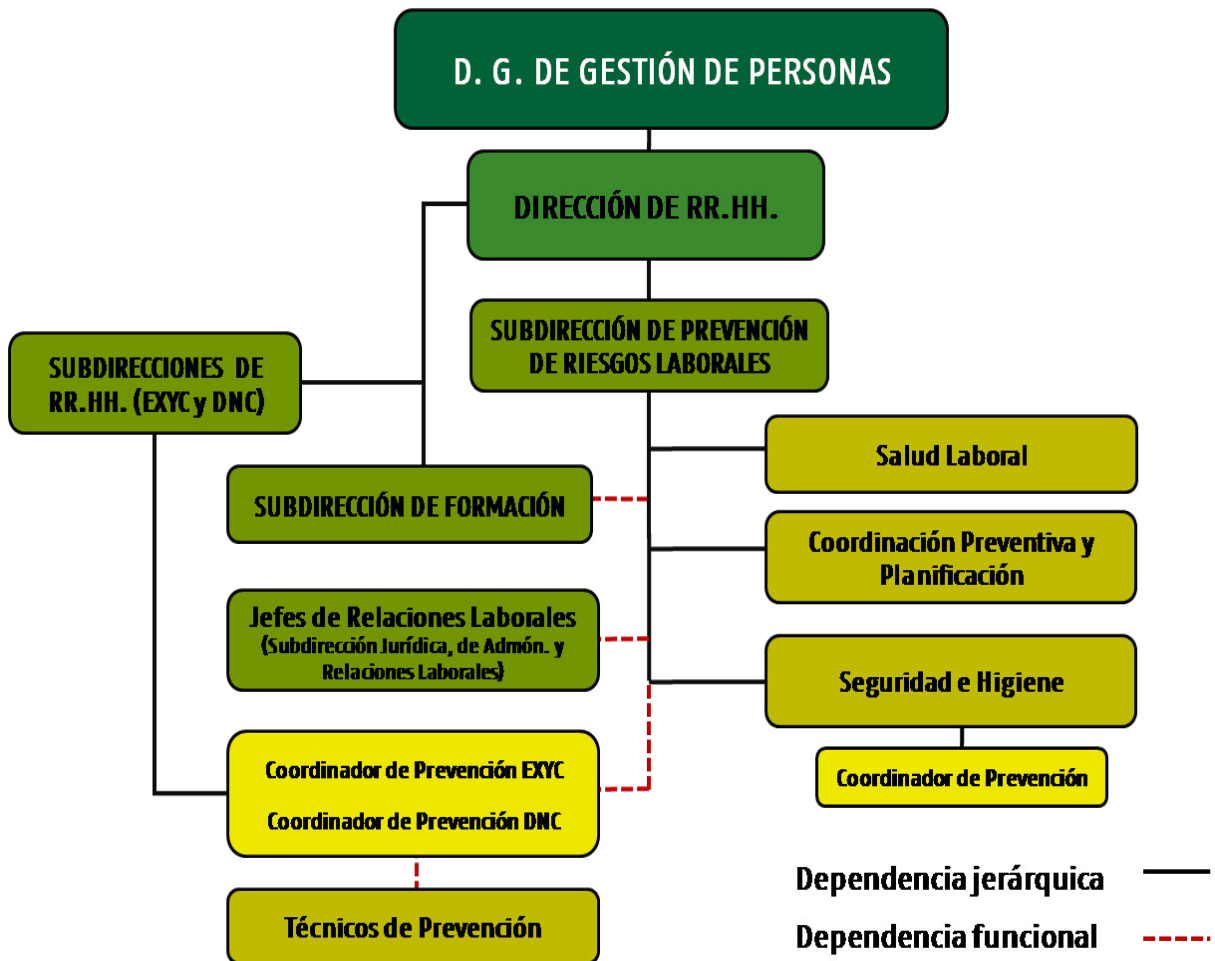 D. G. DE GESTIÓN DE PERSONAS
DIRECCIÓN DE RR.HH.
SUBDIRECCIÓN DE PREVENCIÓN
DE RIESGOS LABORALES
SUBDIRECCIONES DE
RR.HH. (EXYC y DNC)
Salud Laboral
SUBDIRECCIÓN DE FORMACIÓN
Coordinación Preventiva y
Planificación
Jefes de Relaciones Laborales
(Subdirección Jurídica, de Admón. y
Relaciones Laborales)
Seguridad e Higiene
Coordinador de Prevención EXYC
Coordinador de Prevención DNC
Coordinador de Prevención
Técnicos de Prevención
Dependencia jerárquica
Dependencia funcional